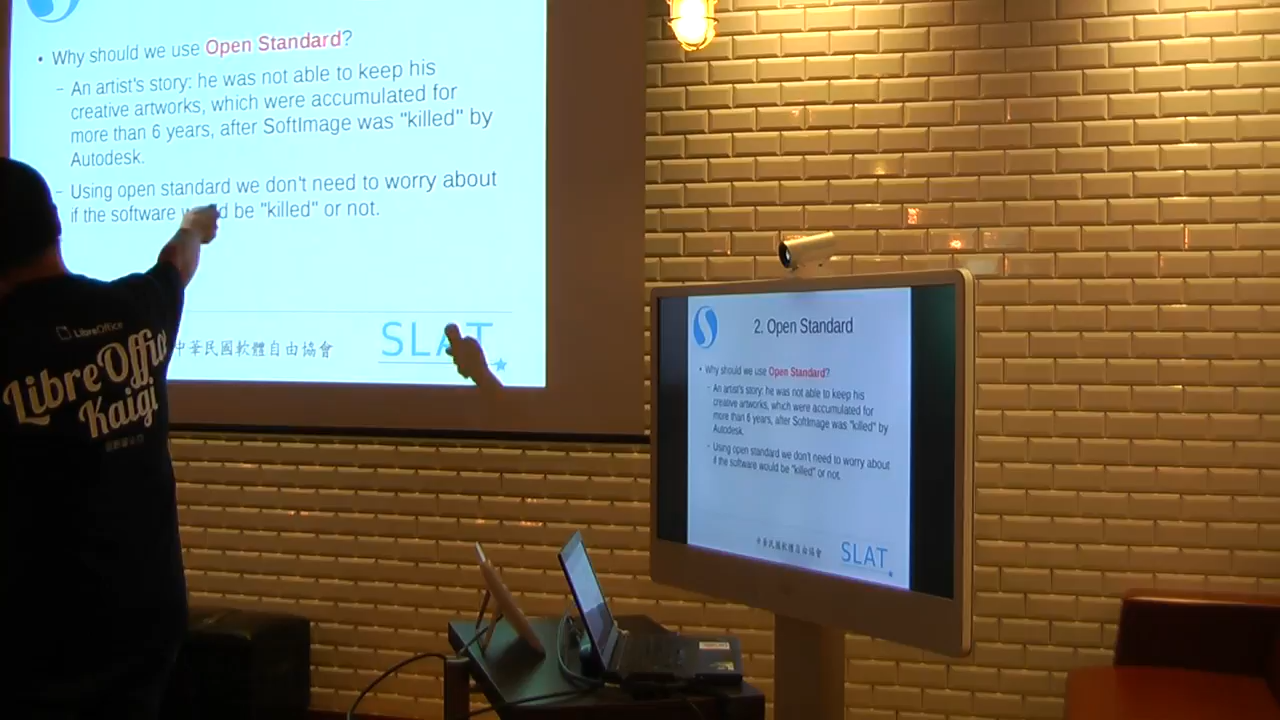 • Why should we use Open Standard?
– An artist's story: he was not able to keep his
creative artworks, which were accumulated for
more than 6 years, after SoftImage was "killed" by
Autodesk.
– Using open standard we don't need to worry about
if the software would be "killed" or not.
中華民國軟體自由協會
SLAT
LibreOffice
LibreOffice
Kaigi
2. Open Standard
• Why should we use Open Standard?
– An artist's story: he was not able to keep his
creative artworks, which were accumulated for
more than 6 years, after SoftImage was "killed" by
Autodesk.
– Using open standard we don't need to worry about
if the software would be "killed" or not.
中華民國軟體自由協會
SLAT